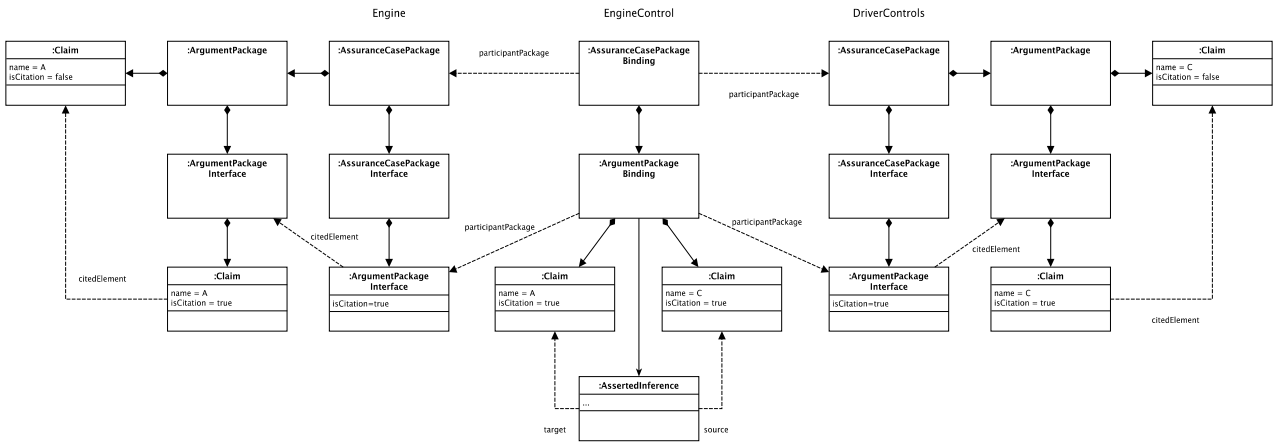 Engine
EngineControl
DriverControls
:Claim
name = A
isCitation = false
:ArgumentPackage
:AssuranceCasePackage
participantPackage
:AssuranceCasePackage
Binding
participantPackage
:AssuranceCasePackage
:ArgumentPackage
:Claim
name = C
isCitation = false
:ArgumentPackage
Interface
:AssuranceCasePackage
Interface
:ArgumentPackage
Binding
:AssuranceCasePackage
Interface
:ArgumentPackage
Interface
citedElement
participantPackage
participantPackage
citedElement
citedElement
:Claim
name = A
isCitation = true
:ArgumentPackage
Interface
isCitation=true
:Claim
name = A
isCitation = true
:Claim
name = C
isCitation = true
:ArgumentPackage
Interface
isCitation=true
:Claim
name = C
isCitation = true
citedElement
:AssertedInference
...
target
source